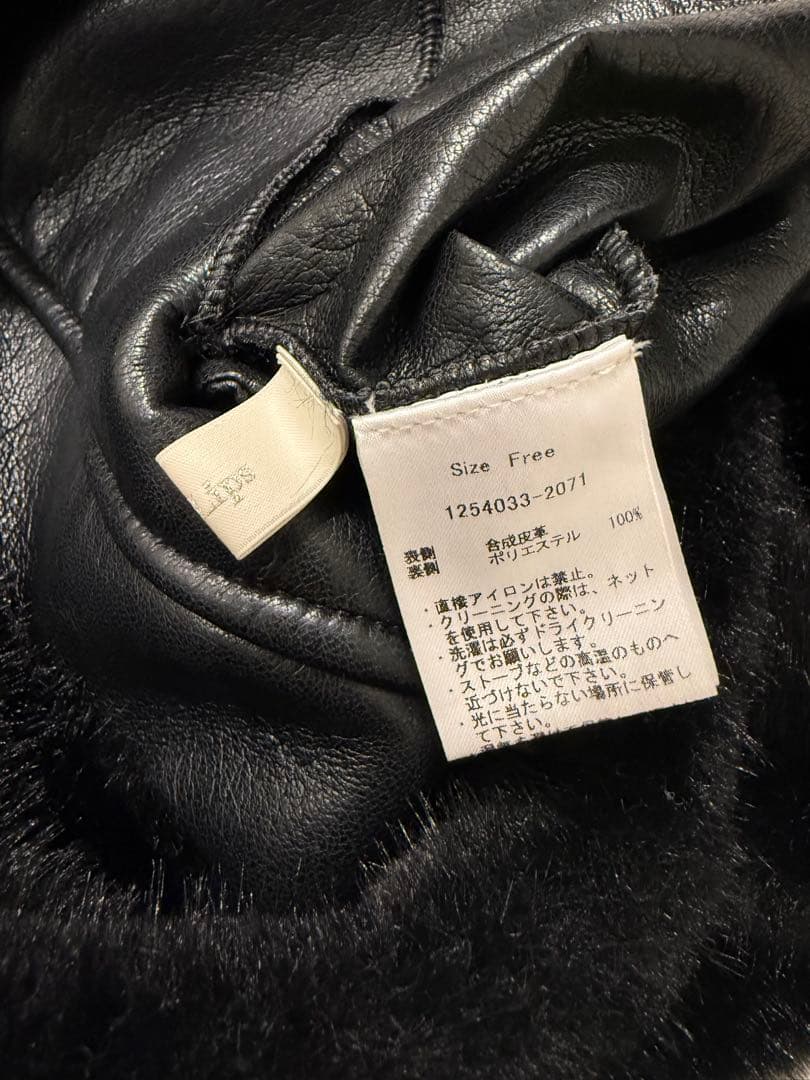 Size Free
1254033-2071
表側 合成皮革
裏側 ポリエステル 100%
・直接アイロンは禁止。
・クリーニングの際は、ネット
を使用して下さい。
・洗濯は必ずドライクリーニン
グでお願いします。
・ストーブなどの高温のものへ
近づけないで下さい。
・光に当たらない場所に保管し
て下さい。